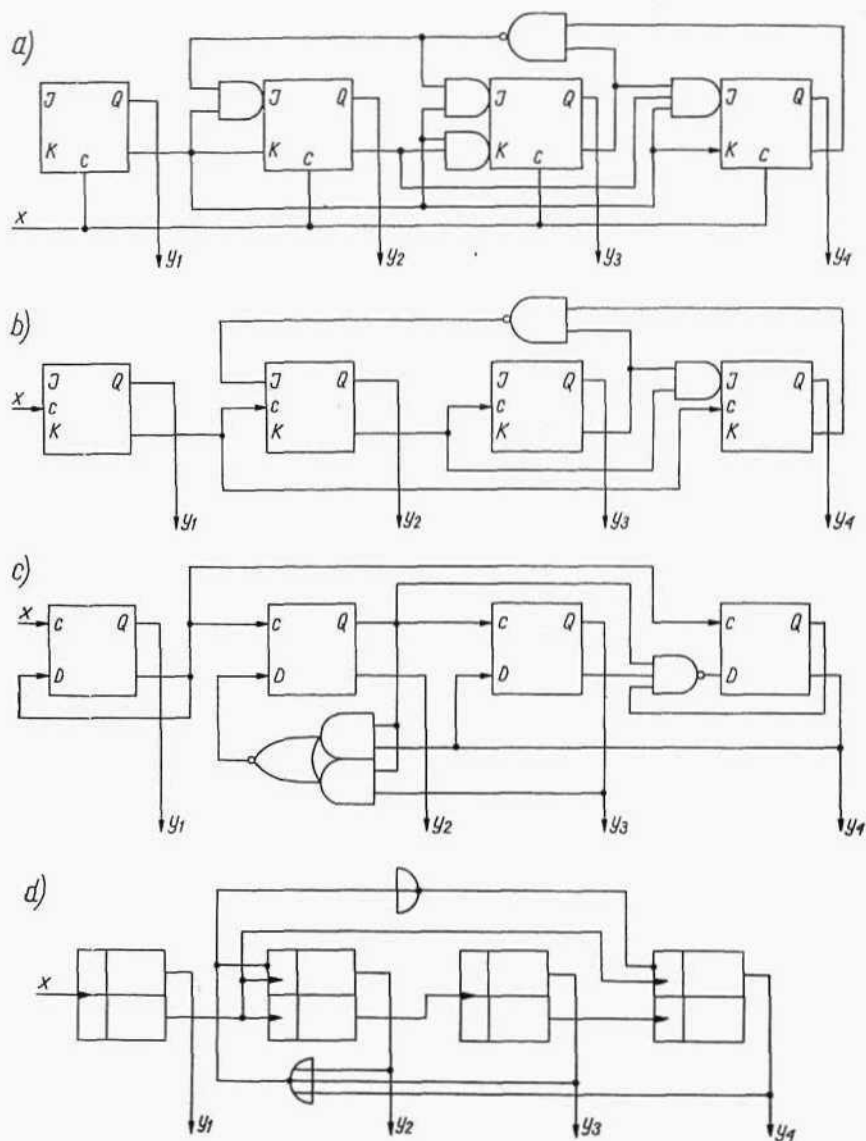 a)
J Q J Q J Q J Q
K C K C K C K C
x
y1 y2 y3 y4
b)
J Q J Q J Q J Q
x C C C C
K K K K
y1 y2 y3 y4
c)
x C Q C Q C Q C Q
D D D D
y1 y2 y3 y4
d)
x
y1 y2 y3 y4